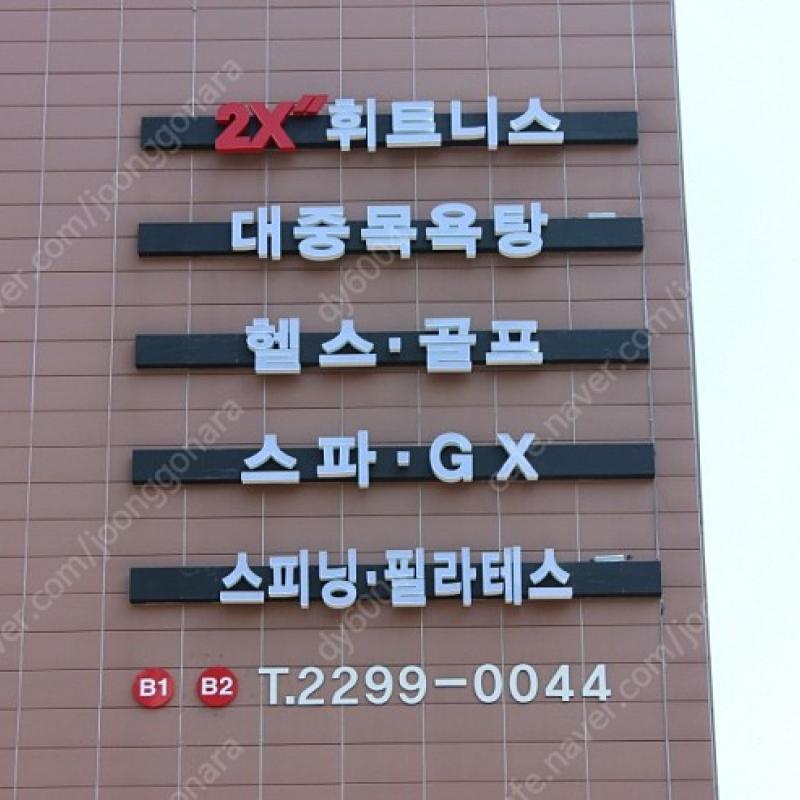 2X" 휘트니스
대중목욕탕
헬스·골프
스파·GX
스피닝·필라테스
B1 B2 T.2299-0044